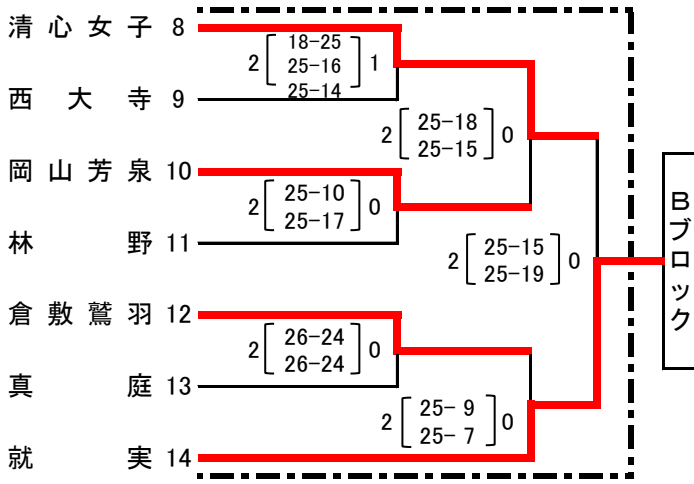 清心女子 8
2 18-25 1
25-16
25-14
西大寺 9
2 25-18 0
25-15
岡山芳泉 10
2 25-10 0
25-17
林野 11
2 25-15 0
25-19
Bブロック
倉敷鷲羽 12
2 26-24 0
26-24
真庭 13
2 25- 9 0
25- 7
就実 14